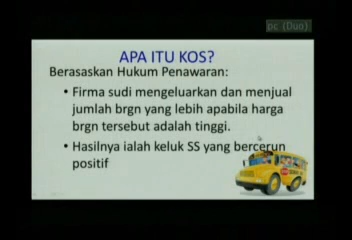 pc (Duo)
APA ITU KOS?
Berasaskan Hukum Penawaran:
• Firma sudi mengeluarkan dan menjual
jumlah brgn yang lebih apabila harga
brgn tersebut adalah tinggi.
• Hasilnya ialah keluk SS yang bercerun
positif